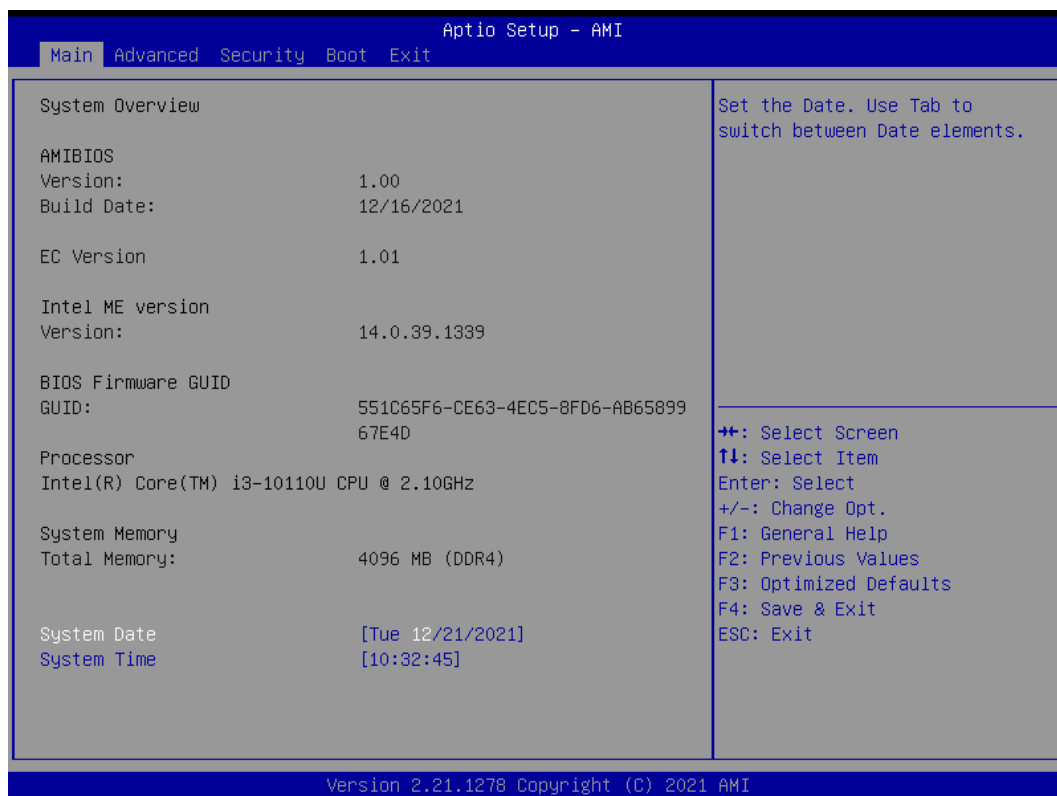 Aptio Setup - AMI
Main Advanced Security Boot Exit
System Overview
AMIBIOS
Version: 1.00
Build Date: 12/16/2021
EC Version 1.01
Intel ME version
Version: 14.0.39.1339
BIOS Firmware GUID
GUID: 551C65F6-CE63-4EC5-8FD6-AB65899
67E4D
Processor
Intel(R) Core(TM) i3-10110U CPU @ 2.10GHz
System Memory
Total Memory: 4096 MB (DDR4)
System Date [Tue 12/21/2021]
System Time [10:32:45]
Set the Date. Use Tab to
switch between Date elements.
→←: Select Screen
↑↓: Select Item
Enter: Select
+/-: Change Opt.
F1: General Help
F2: Previous Values
F3: Optimized Defaults
F4: Save & Exit
ESC: Exit
Version 2.21.1278 Copyright (C) 2021 AMI